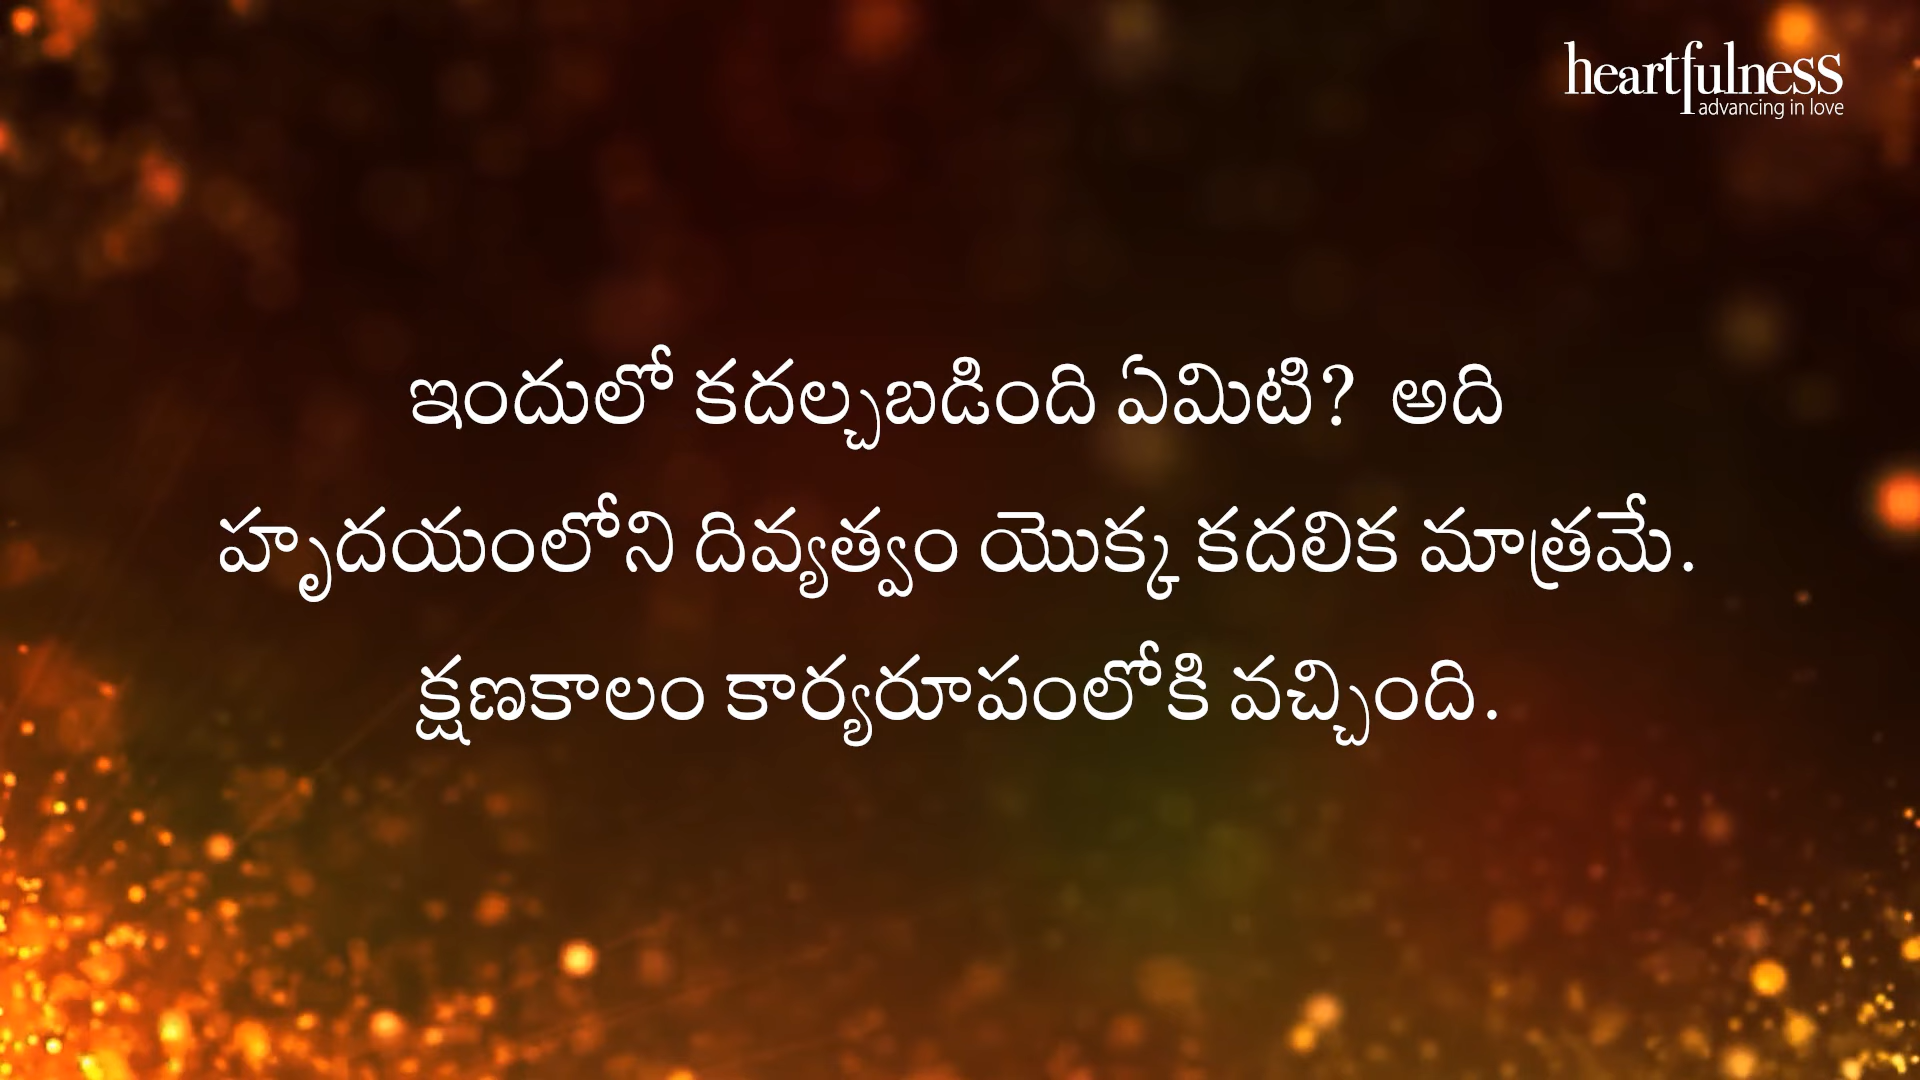 heartfulness
advancing in love
ఇందులో కదల్చబడింది ఏమిటి? అది
హృదయంలోని దివ్యత్వం యొక్క కదలిక మాత్రమే.
క్షణకాలం కార్యరూపంలోకి వచ్చింది.